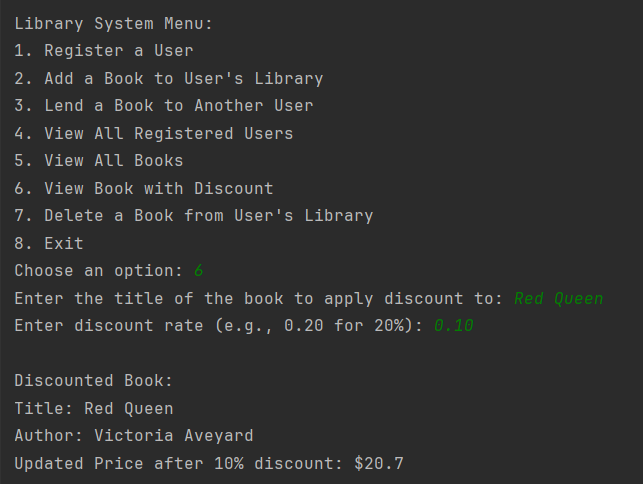 Library System Menu:
1. Register a User
2. Add a Book to User's Library
3. Lend a Book to Another User
4. View All Registered Users
5. View All Books
6. View Book with Discount
7. Delete a Book from User's Library
8. Exit
Choose an option: 6
Enter the title of the book to apply discount to: Red Queen
Enter discount rate (e.g., 0.20 for 20%): 0.10
Discounted Book:
Title: Red Queen
Author: Victoria Aveyard
Updated Price after 10% discount: $20.7